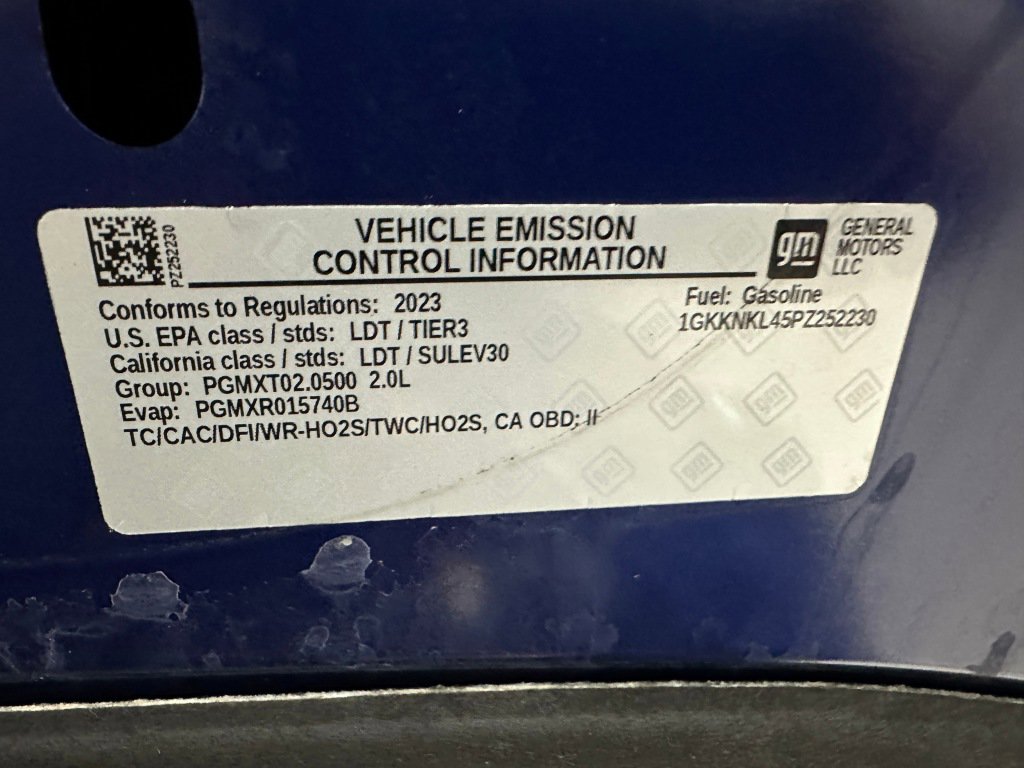 PZ252230
VEHICLE EMISSION
CONTROL INFORMATION
gm
GENERAL
MOTORS
LLC
Conforms to Regulations: 2023
U.S. EPA class / stds: LDT / TIER3
California class / stds: LDT / SULEV30
Group: PGMXT02.0500 2.0L
Evap: PGMXR015740B
TC/CAC/DFI/WR-HO2S/TWC/HO2S, CA OBD: II
Fuel: Gasoline
1GKKNKL45PZ252230